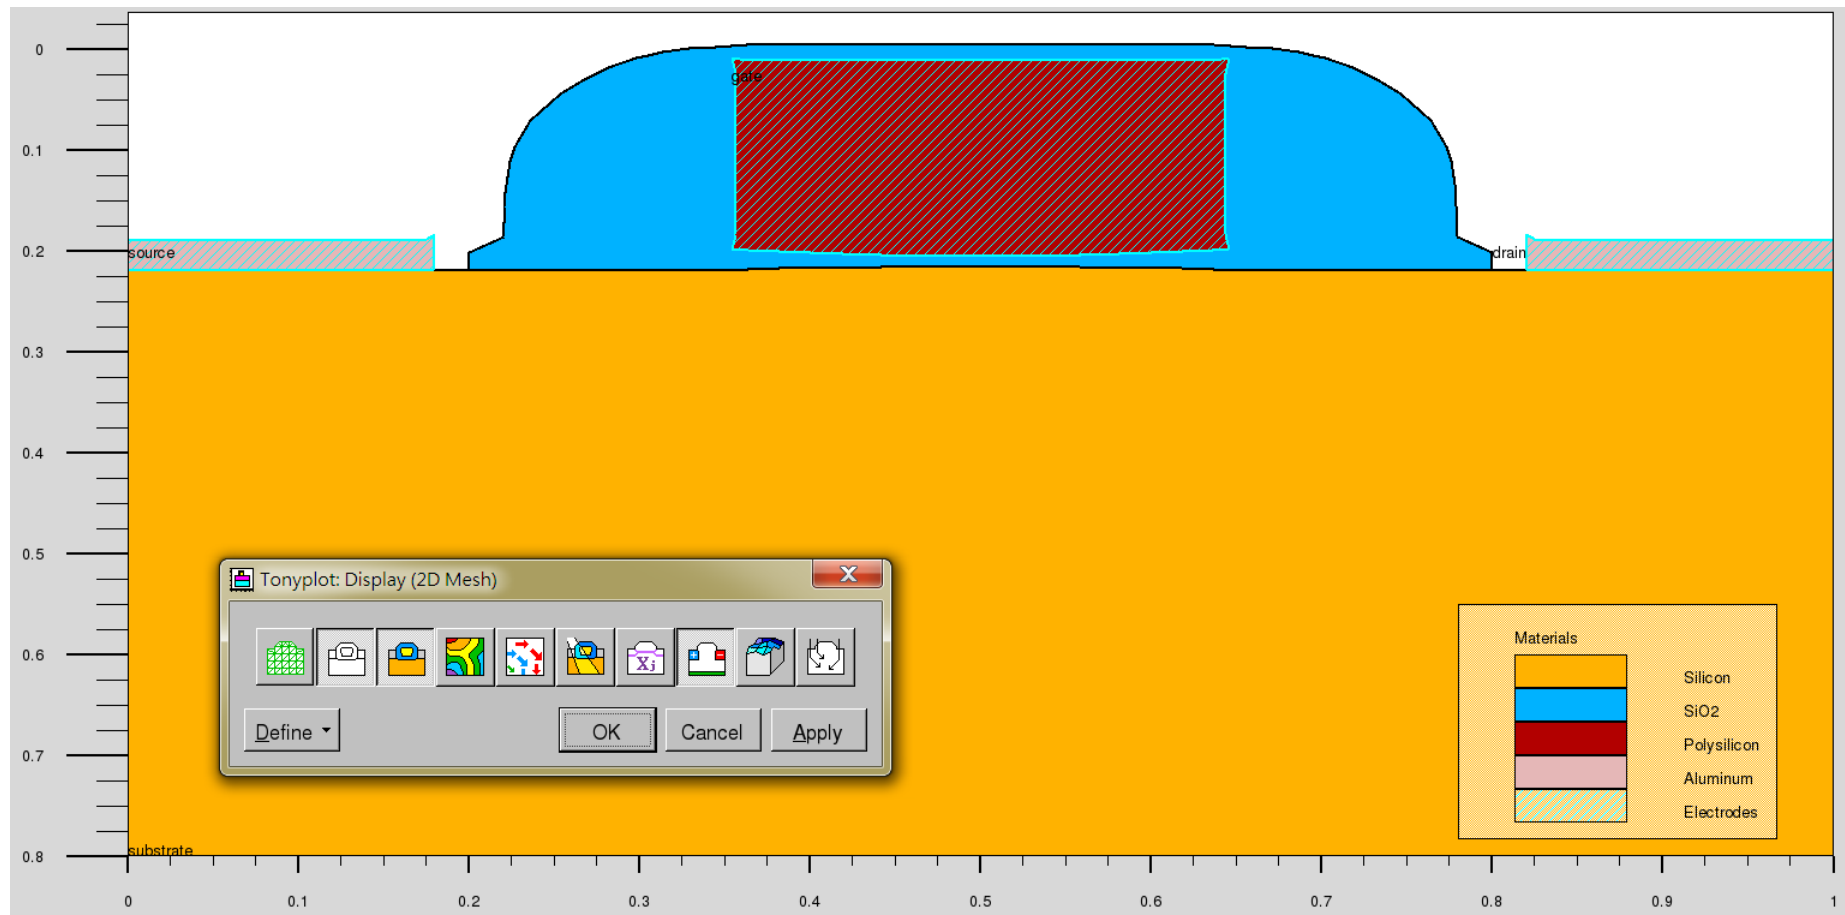 0
gate
0.1
0.2
source
drain
0.3
0.4
0.5
Tonyplot: Display (2D Mesh)
X
Xj
Define
OK
Cancel
Apply
0.6
Materials
Silicon
SiO2
Polysilicon
Aluminum
Electrodes
0.7
0.8
substrate
0
0.1
0.2
0.3
0.4
0.5
0.6
0.7
0.8
0.9
1